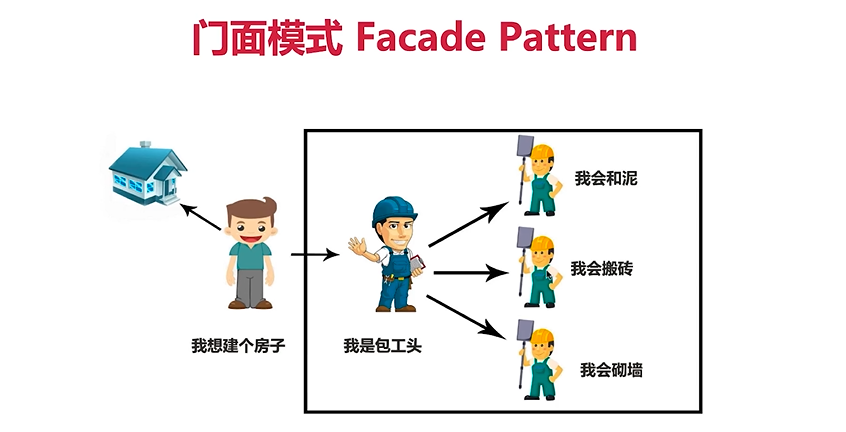 门面模式 Facade Pattern
我会和泥
我会搬砖
我想建个房子
我是包工头
我会砌墙